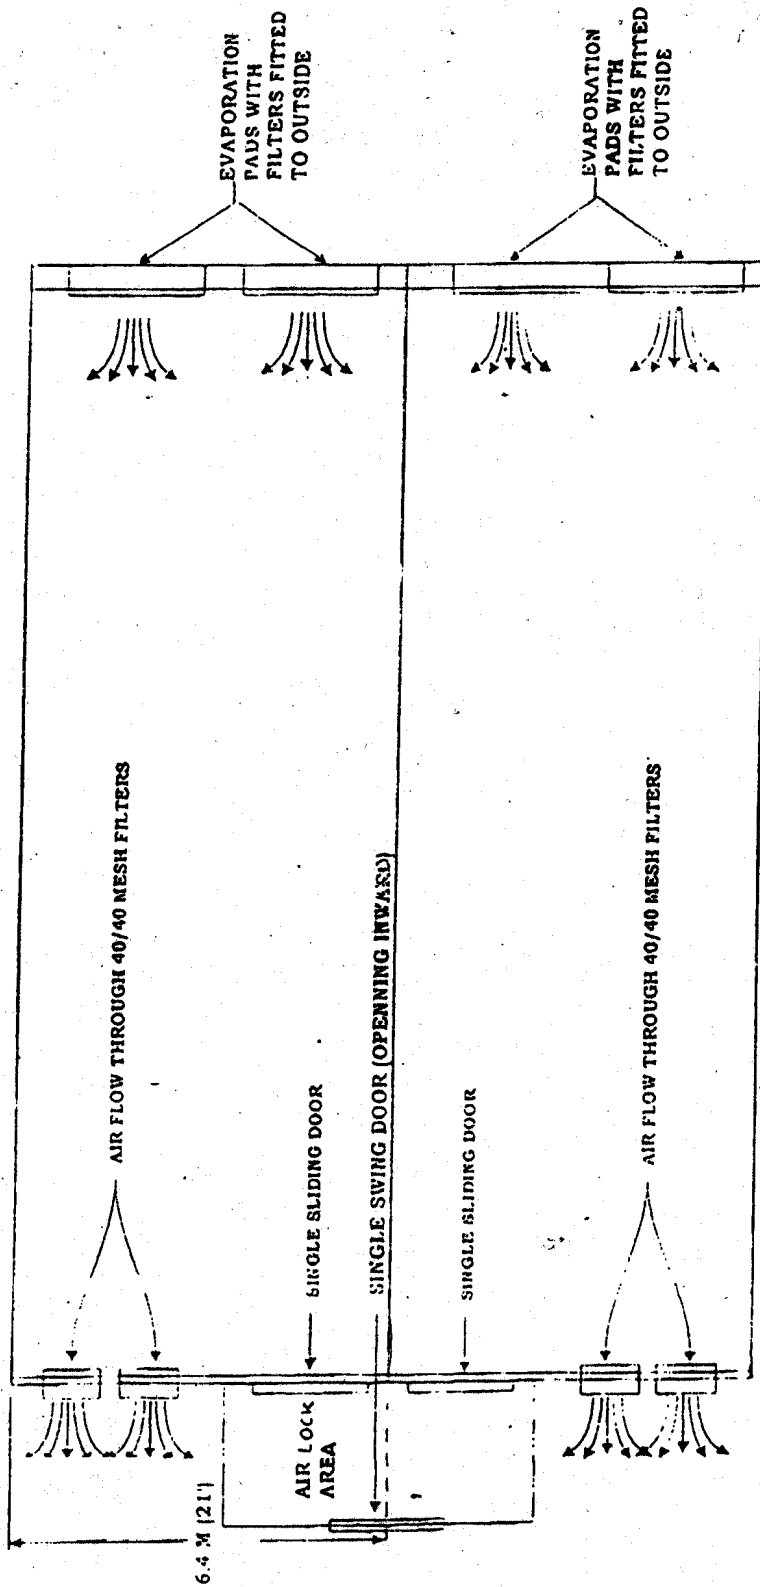 EVAPORATION
PADS WITH
FILTERS FITTED
TO OUTSIDE
EVAPORATION
PADS WITH
FILTERS FITTED
TO OUTSIDE
AIR FLOW THROUGH 40/40 MESH FILTERS
SINGLE SLIDING DOOR
SINGLE SWING DOOR (OPENNING INWARD)
SINGLE SLIDING DOOR
AIR FLOW THROUGH 40/40 MESH FILTERS
AIR LOCK
AREA
6.4 M (21')